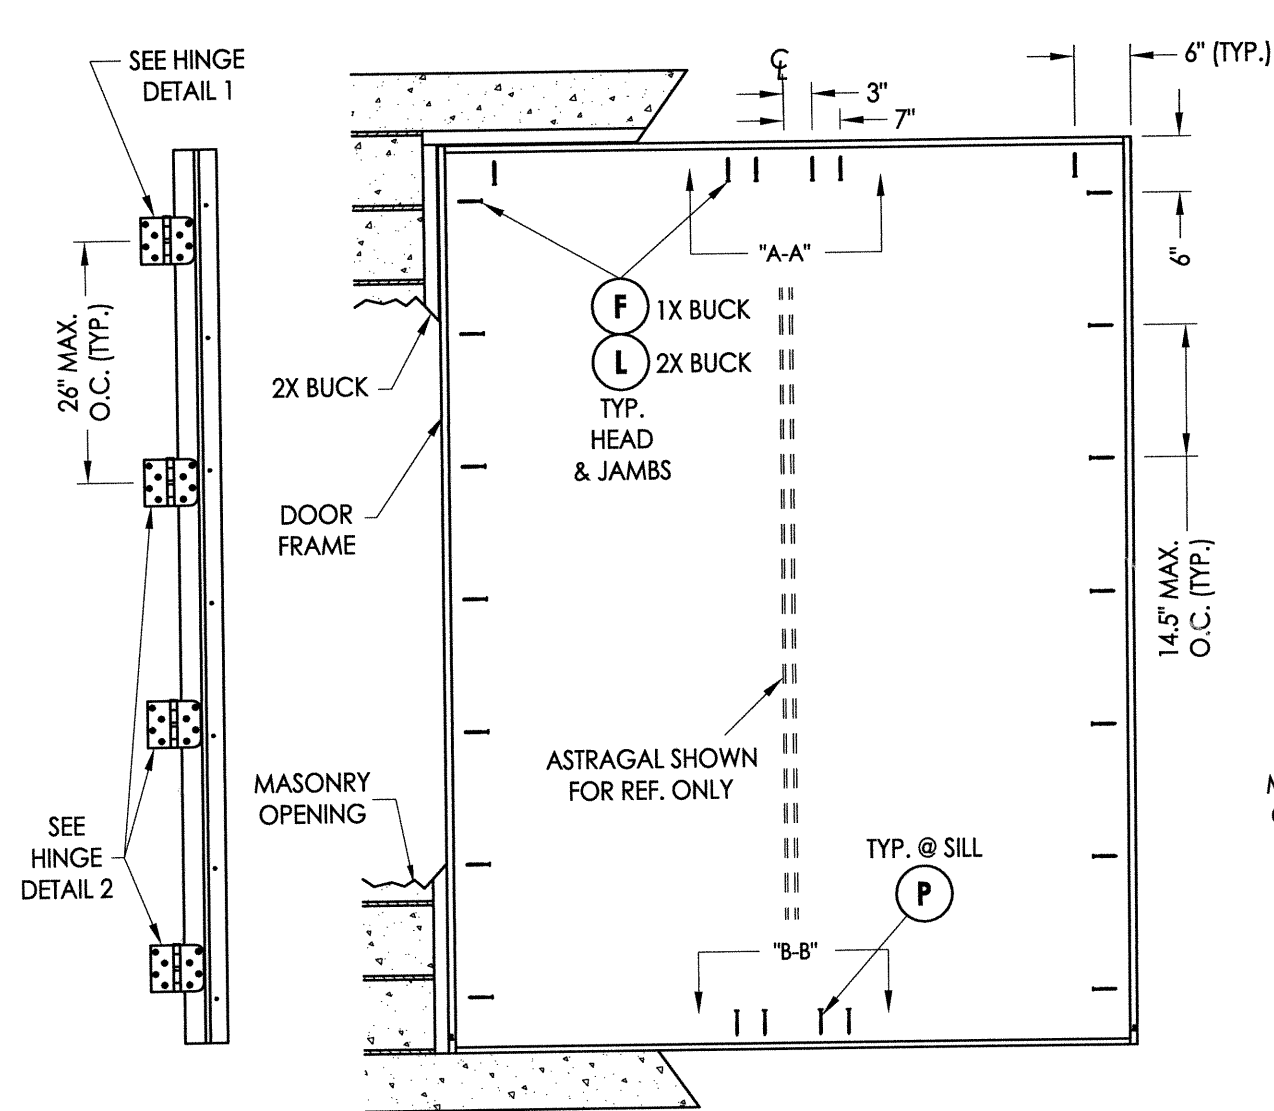 SEE HINGE
DETAIL 1
26" MAX.
O.C. (TYP.)
SEE
HINGE
DETAIL 2
2X BUCK
DOOR
FRAME
MASONRY
OPENING
CL
3"
7"
6" (TYP.)
6"
"A-A"
F 1X BUCK
L 2X BUCK
TYP.
HEAD
& JAMBS
14.5" MAX.
O.C. (TYP.)
ASTRAGAL SHOWN
FOR REF. ONLY
TYP. @ SILL
P
"B-B"